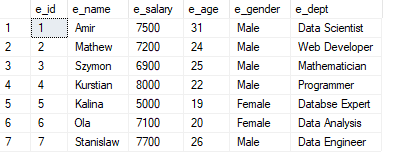 e_id e_name e_salary e_age e_gender e_dept
1 1 Amir 7500 31 Male Data Scientist
2 2 Mathew 7200 24 Male Web Developer
3 3 Szymon 6900 25 Male Mathematician
4 4 Kurstian 8000 22 Male Programmer
5 5 Kalina 5000 19 Female Databse Expert
6 6 Ola 7100 20 Female Data Analysis
7 7 Stanislaw 7700 26 Male Data Engineer